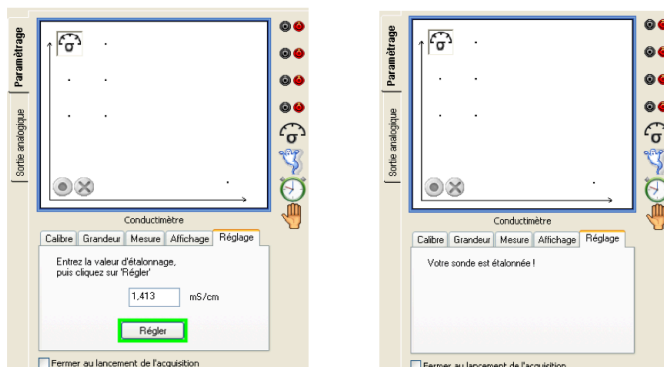 Paramétrage
Sortie analogique
σ
σ
Conductimètre
Calibre Grandeur Mesure Affichage Réglage
Entrez la valeur d'étalonnage,
puis cliquez sur 'Régler'
1,413 mS/cm
Régler
Fermer au lancement de l'acquisition
Paramétrage
Sortie analogique
σ
σ
Conductimètre
Calibre Grandeur Mesure Affichage Réglage
Votre sonde est étalonnée !
Fermer au lancement de l'acquisition